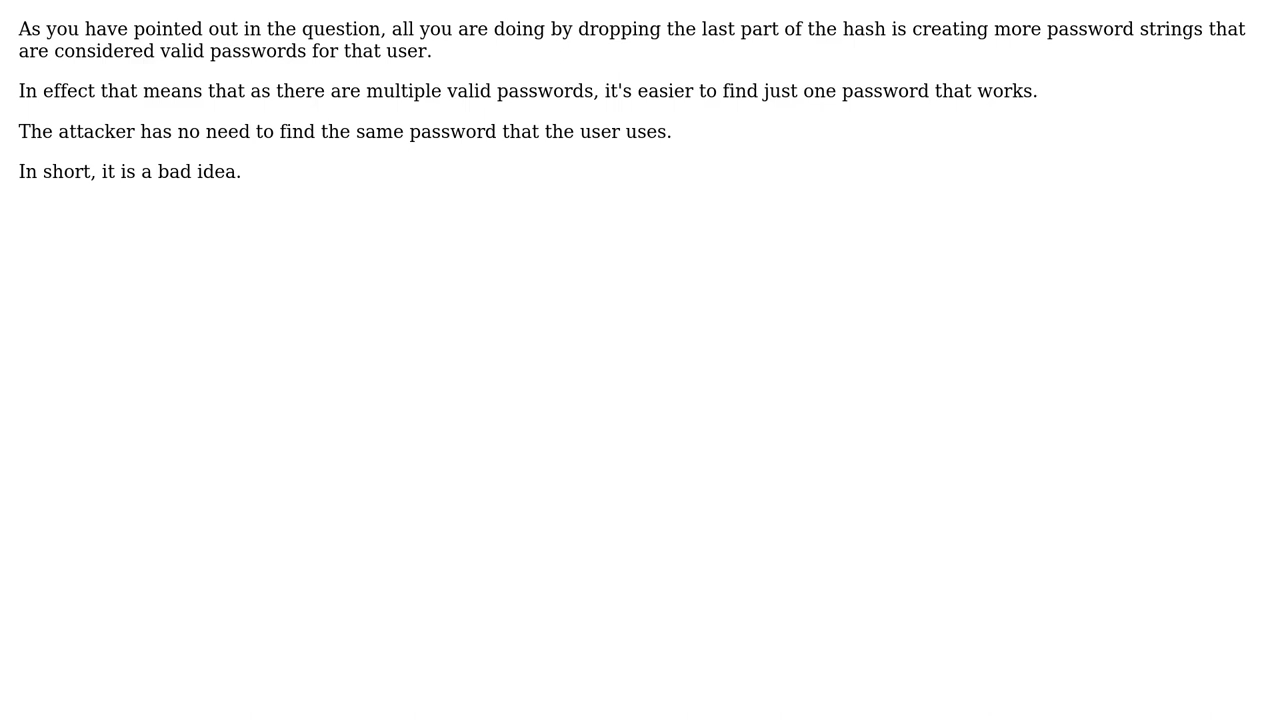 As you have pointed out in the question, all you are doing by dropping the last part of the hash is creating more password strings that
are considered valid passwords for that user.
In effect that means that as there are multiple valid passwords, it's easier to find just one password that works.
The attacker has no need to find the same password that the user uses.
In short, it is a bad idea.